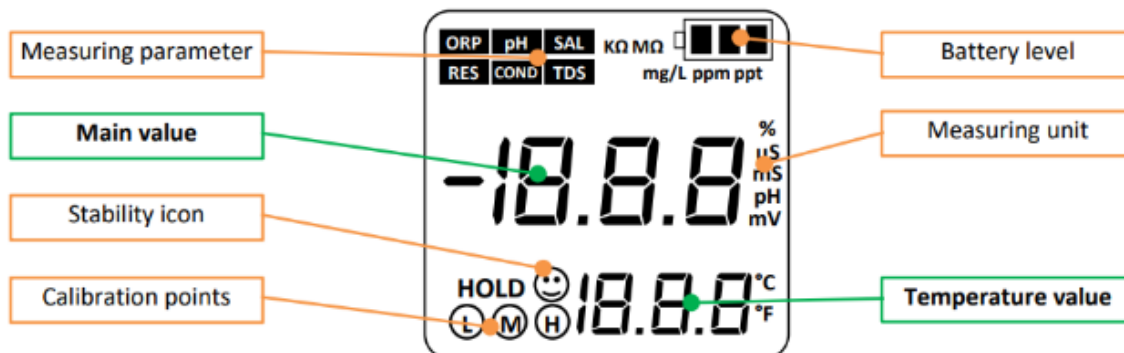 Measuring parameter
Main value
Stability icon
Calibration points
ORP pH SAL
RES COND TDS
KΩ MΩ
mg/L ppm ppt
-18.8.8
%
µS
mS
pH
mV
HOLD
L M H
18.8.8
°C
°F
Battery level
Measuring unit
Temperature value